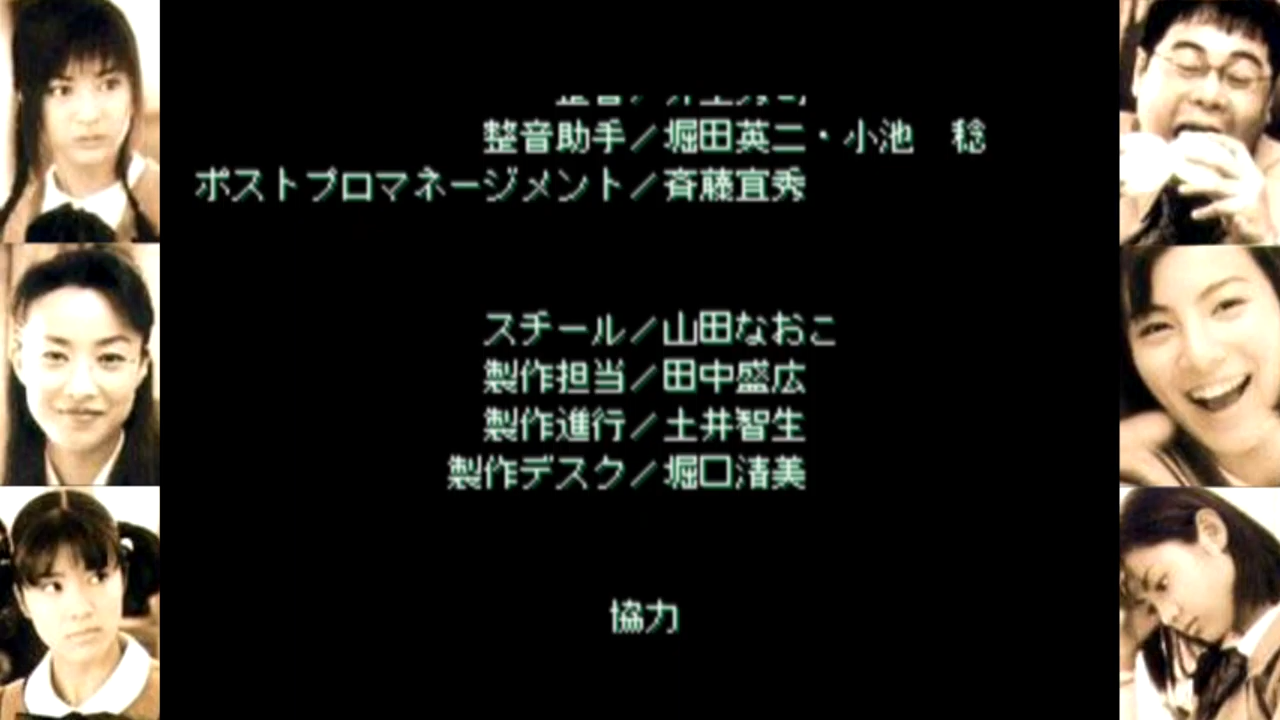 整音助手／堀田英二・小池　稔
ポストプロマネージメント／斉藤宜秀
スチール／山田なおこ
製作担当／田中盛広
製作進行／土井智生
製作デスク／堀口清美
協力